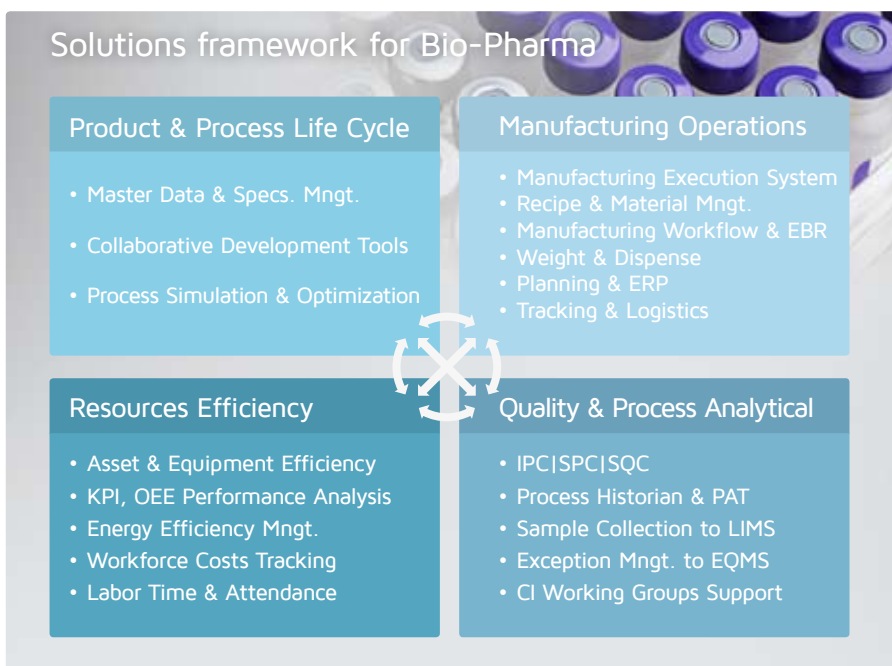 Solutions framework for Bio-Pharma
Product & Process Life Cycle
• Master Data & Specs. Mngt.
• Collaborative Development Tools
• Process Simulation & Optimization
Manufacturing Operations
• Manufacturing Execution System
• Recipe & Material Mngt.
• Manufacturing Workflow & EBR
• Weight & Dispense
• Planning & ERP
• Tracking & Logistics
Resources Efficiency
• Asset & Equipment Efficiency
• KPI, OEE Performance Analysis
• Energy Efficiency Mngt.
• Workforce Costs Tracking
• Labor Time & Attendance
Quality & Process Analytical
• IPC|SPC|SQC
• Process Historian & PAT
• Sample Collection to LIMS
• Exception Mngt. to EQMS
• CI Working Groups Support